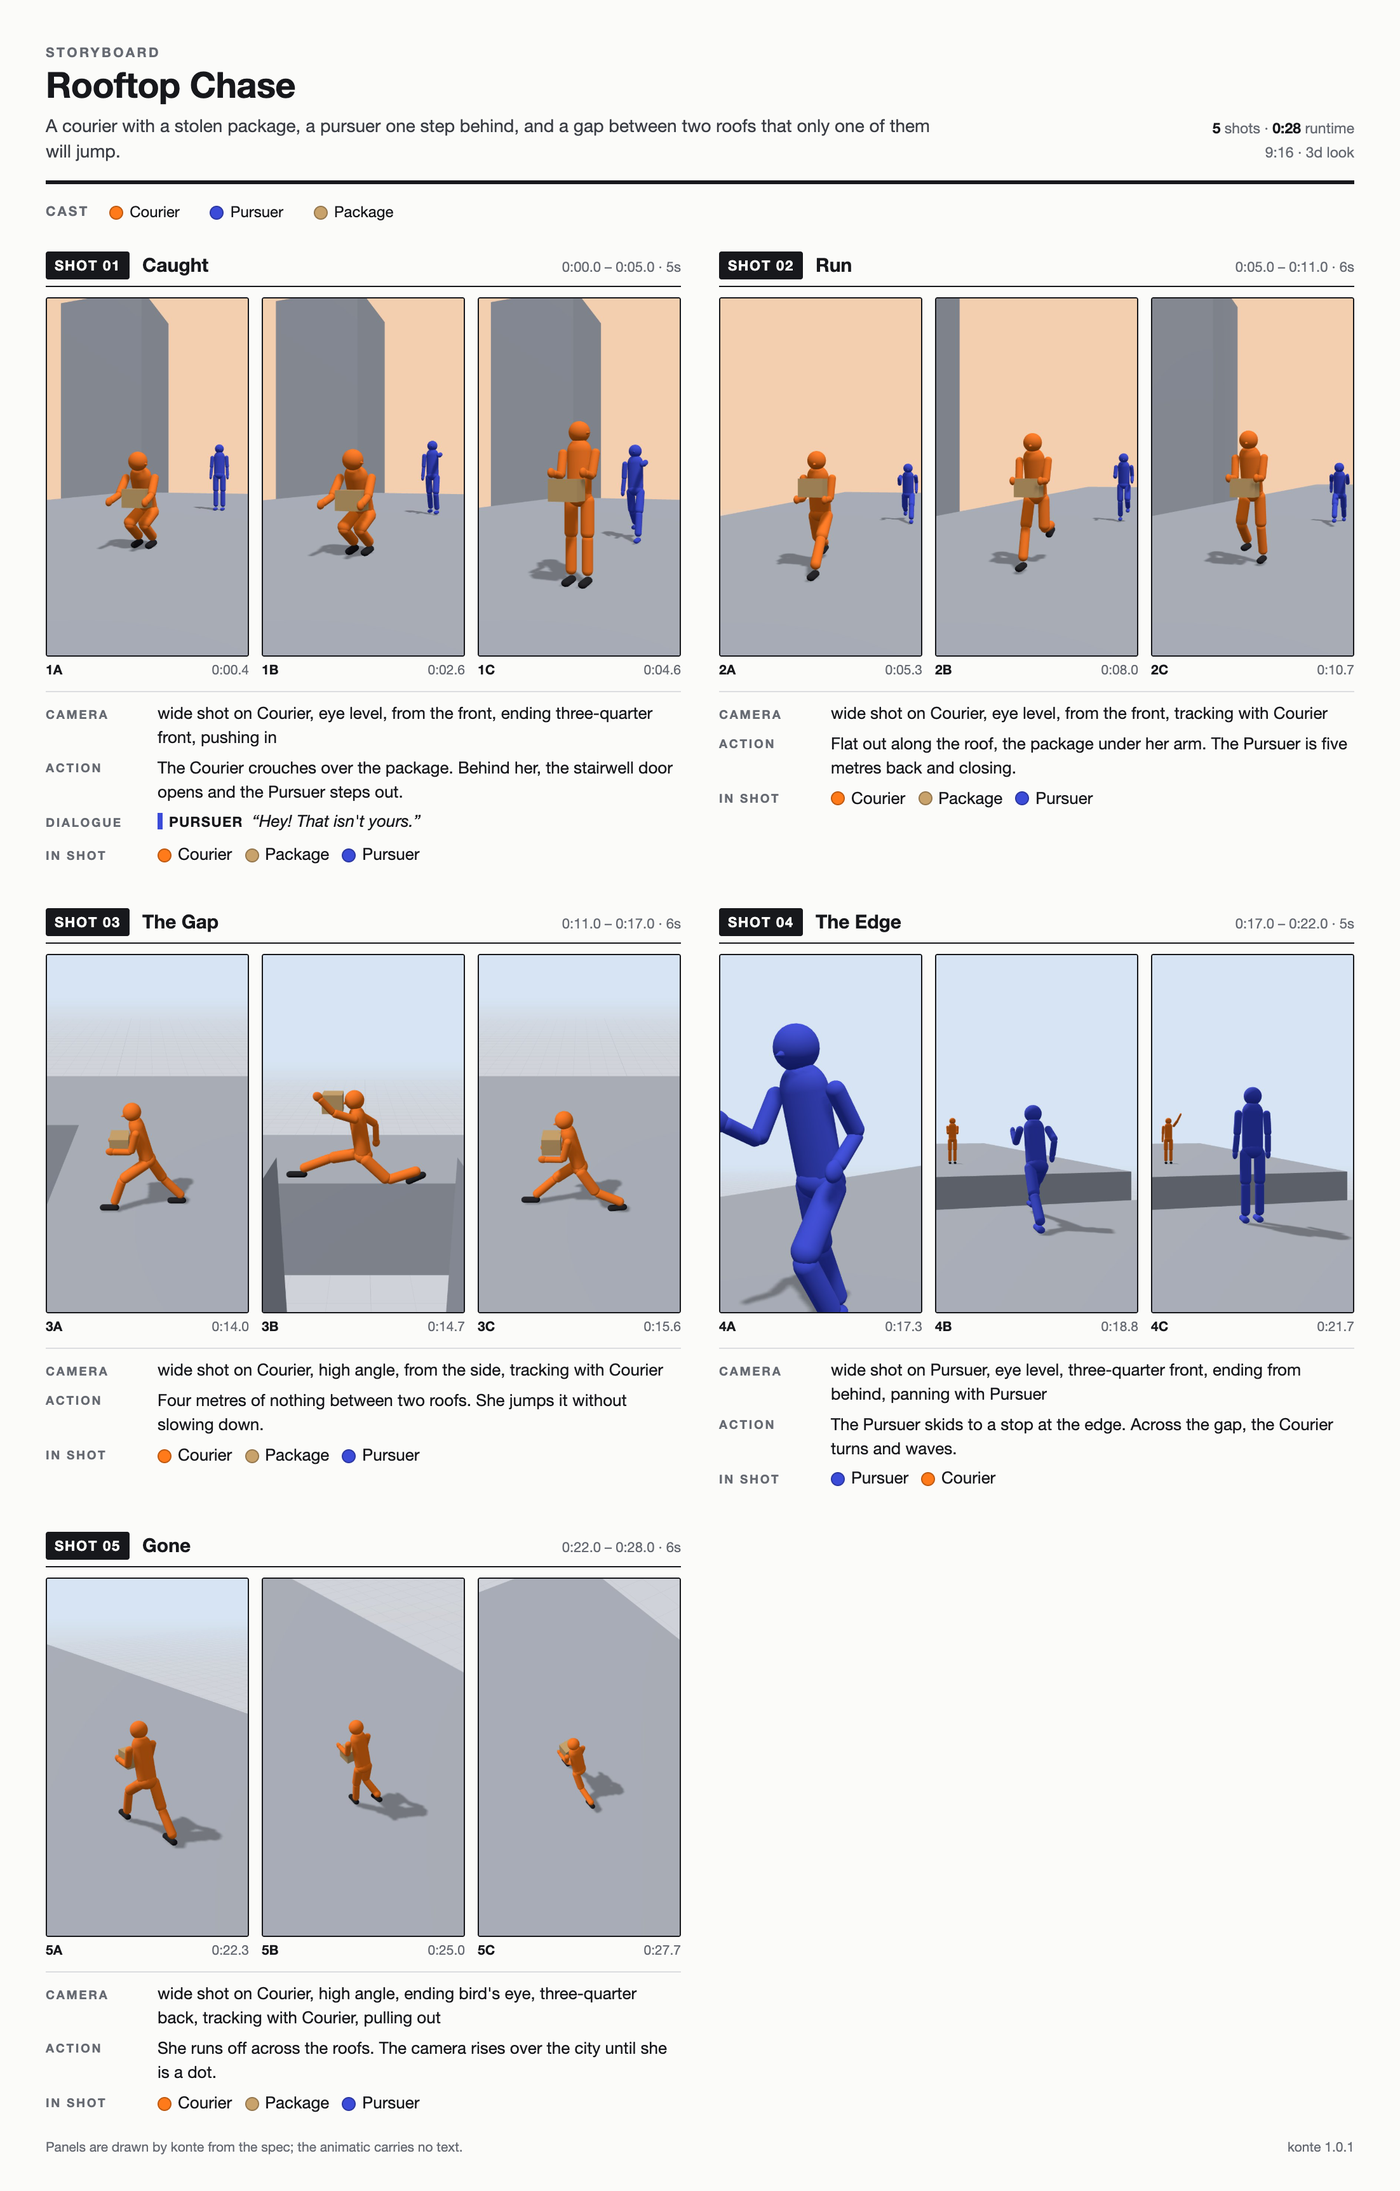 STORYBOARD
Rooftop Chase
A courier with a stolen package, a pursuer one step behind, and a gap between two roofs that only one of them
will jump.
5 shots · 0:28 runtime
9:16 · 3d look
CAST Courier Pursuer Package
SHOT 01 Caught 0:00.0 – 0:05.0 · 5s
1A 0:00.4 1B 0:02.6 1C 0:04.6
CAMERA wide shot on Courier, eye level, from the front, ending three-quarter
front, pushing in
ACTION The Courier crouches over the package. Behind her, the stairwell door
opens and the Pursuer steps out.
DIALOGUE PURSUER “Hey! That isn't yours.”
IN SHOT Courier Package Pursuer
SHOT 02 Run 0:05.0 – 0:11.0 · 6s
2A 0:05.3 2B 0:08.0 2C 0:10.7
CAMERA wide shot on Courier, eye level, from the front, tracking with Courier
ACTION Flat out along the roof, the package under her arm. The Pursuer is five
metres back and closing.
IN SHOT Courier Package Pursuer
SHOT 03 The Gap 0:11.0 – 0:17.0 · 6s
3A 0:14.0 3B 0:14.7 3C 0:15.6
CAMERA wide shot on Courier, high angle, from the side, tracking with Courier
ACTION Four metres of nothing between two roofs. She jumps it without
slowing down.
IN SHOT Courier Package Pursuer
SHOT 04 The Edge 0:17.0 – 0:22.0 · 5s
4A 0:17.3 4B 0:18.8 4C 0:21.7
CAMERA wide shot on Pursuer, eye level, three-quarter front, ending from
behind, panning with Pursuer
ACTION The Pursuer skids to a stop at the edge. Across the gap, the Courier
turns and waves.
IN SHOT Pursuer Courier
SHOT 05 Gone 0:22.0 – 0:28.0 · 6s
5A 0:22.3 5B 0:25.0 5C 0:27.7
CAMERA wide shot on Courier, high angle, ending bird's eye, three-quarter
back, tracking with Courier, pulling out
ACTION She runs off across the roofs. The camera rises over the city until she
is a dot.
IN SHOT Courier Package Pursuer
Panels are drawn by konte from the spec; the animatic carries no text.
konte 1.0.1